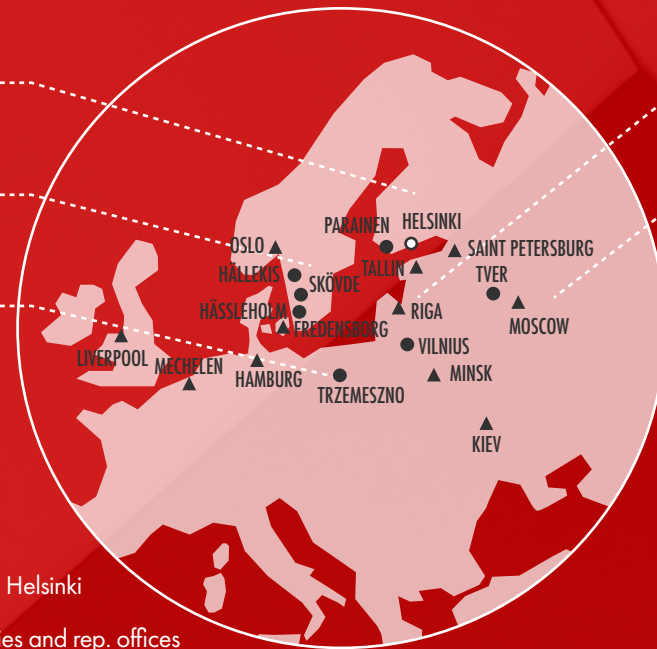 PARAINEN
HELSINKI
OSLO
SAINT PETERSBURG
TALLIN
HÄLLEKIS
TVER
SKÖVDE
HÄSSLEHOLM
RIGA
MOSCOW
FREDENSBORG
VILNIUS
LIVERPOOL
MECHELEN
HAMBURG
MINSK
TRZEMESZNO
KIEV
Helsinki
ies and rep. offices